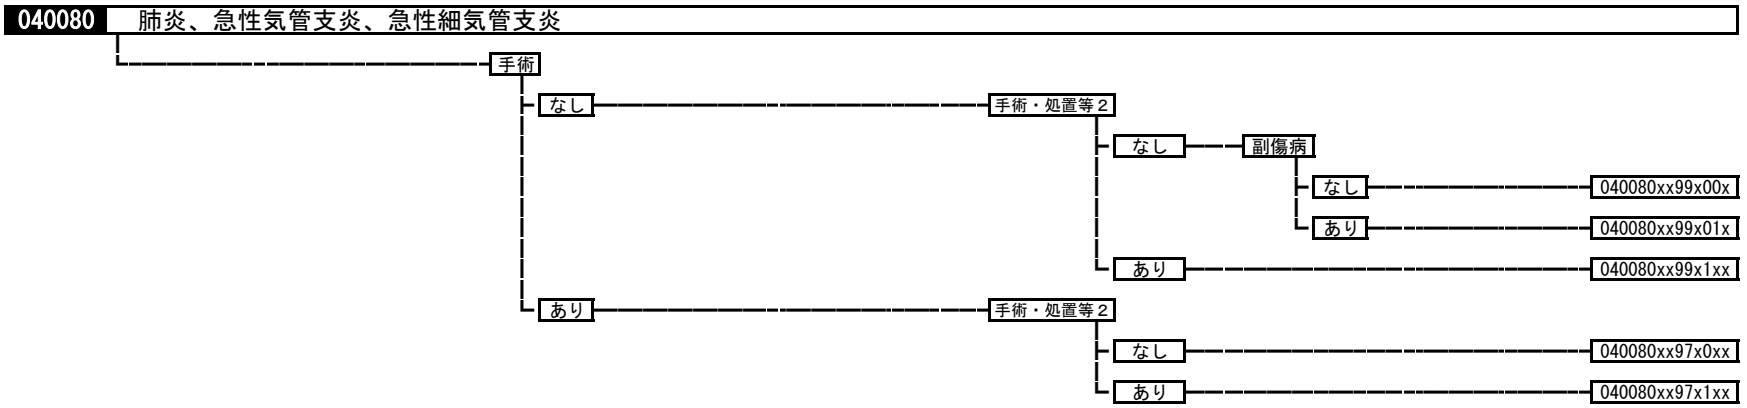 040080 肺炎、急性気管支炎、急性細気管支炎
手術
なし 手術・処置等２
なし 副傷病
なし 040080xx99x00x
あり 040080xx99x01x
あり 040080xx99x1xx
あり 手術・処置等２
なし 040080xx97x0xx
あり 040080xx97x1xx